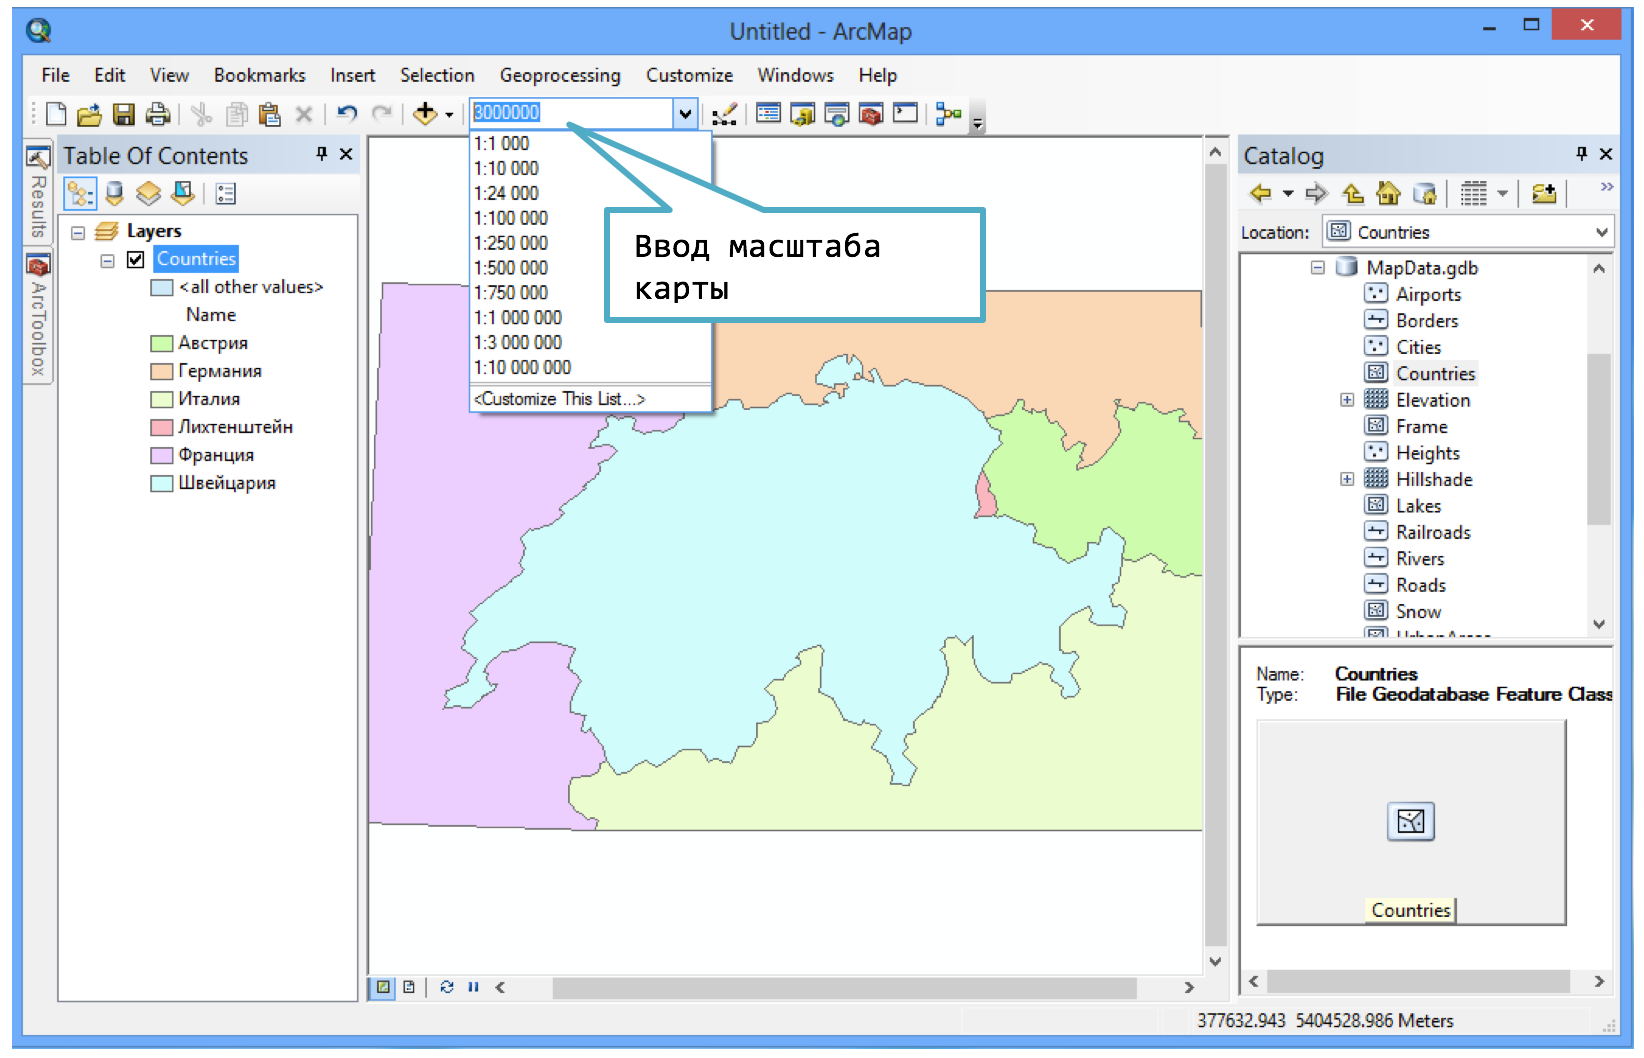 Untitled - ArcMap
File Edit View Bookmarks Insert Selection Geoprocessing Customize Windows Help
3000000
1:1 000
1:10 000
1:24 000
1:100 000
1:250 000
1:500 000
1:750 000
1:1 000 000
1:3 000 000
1:10 000 000
<Customize This List...>
Ввод масштаба
карты
Results
ArcToolbox
Table Of Contents
Layers
Countries
<all other values>
Name
Австрия
Германия
Италия
Лихтенштейн
Франция
Швейцария
Catalog
Location: Countries
MapData.gdb
Airports
Borders
Cities
Countries
Elevation
Frame
Heights
Hillshade
Lakes
Railroads
Rivers
Roads
Snow
Name: Countries
Type: File Geodatabase Feature Class
Countries
377632.943 5404528.986 Meters